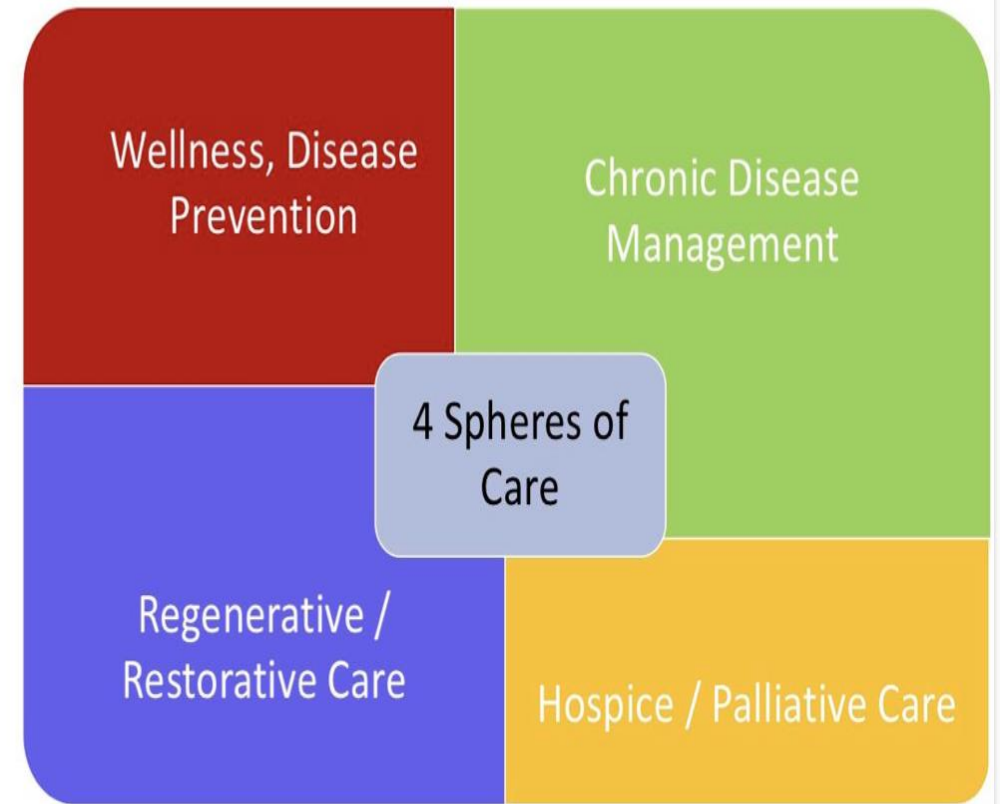 Wellness, Disease
Prevention
Chronic Disease
Management
4 Spheres of
Care
Regenerative /
Restorative Care
Hospice / Palliative Care